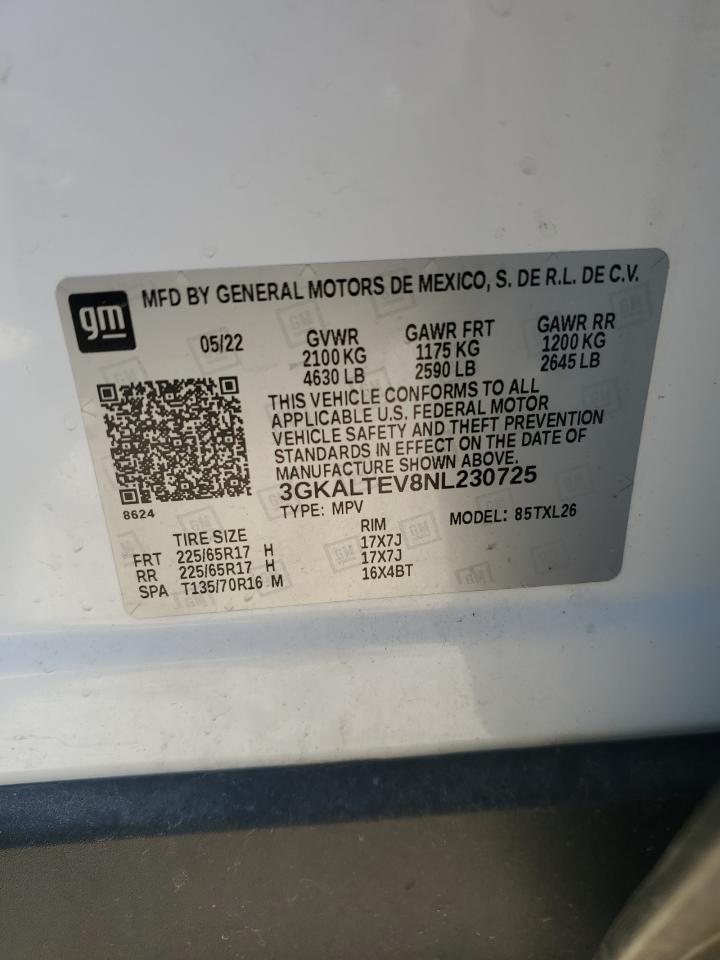 gm
MFD BY GENERAL MOTORS DE MEXICO, S. DE R.L. DE C.V.
05/22 GVWR GAWR FRT GAWR RR
2100 KG 1175 KG 1200 KG
4630 LB 2590 LB 2645 LB
THIS VEHICLE CONFORMS TO ALL
APPLICABLE U.S. FEDERAL MOTOR
VEHICLE SAFETY AND THEFT PREVENTION
STANDARDS IN EFFECT ON THE DATE OF
MANUFACTURE SHOWN ABOVE.
3GKALTEV8NL230725
8624
TYPE: MPV MODEL: 85TXL26
TIRE SIZE RIM
FRT 225/65R17 H 17X7J
RR 225/65R17 H 17X7J
SPA T135/70R16 M 16X4BT